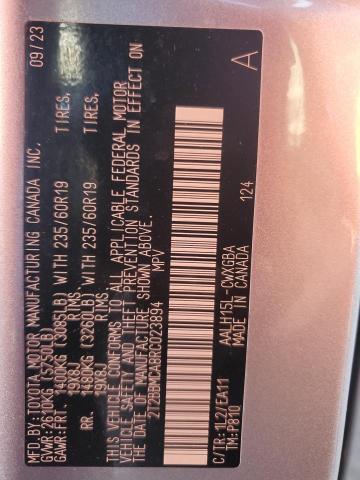 MFD.BY:TOYOTA MOTOR MANUFACTURING CANADA INC. 09/23
GVWR:2610KG (5750LB)
GAWR:FRT. 1400KG (3085LB) WITH 235/60R19 TIRES,
19X8J RIMS,
RR. 1480KG (3260LB) WITH 235/60R19 TIRES,
19X8J RIMS,
THIS VEHICLE CONFORMS TO ALL APPLICABLE FEDERAL MOTOR
VEHICLE SAFETY AND THEFT PREVENTION STANDARDS IN EFFECT ON
THE DATE OF MANUFACTURE SHOWN ABOVE.
2T2BBMCABRC023894 MPV
A
C/TR:1L2/EA11 AALH15L-CWXGBA
TM:P810 MADE IN CANADA
124